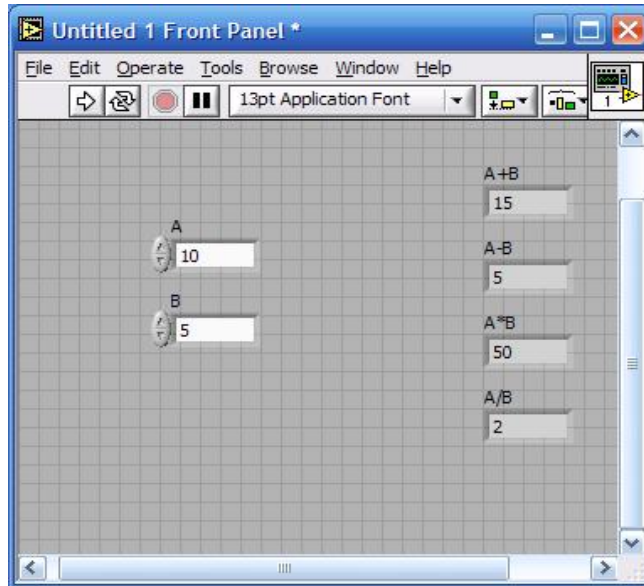 Untitled 1 Front Panel *
File Edit Operate Tools Browse Window Help
13pt Application Font
1
A+B
15
A
10
A-B
5
B
5
A*B
50
A/B
2